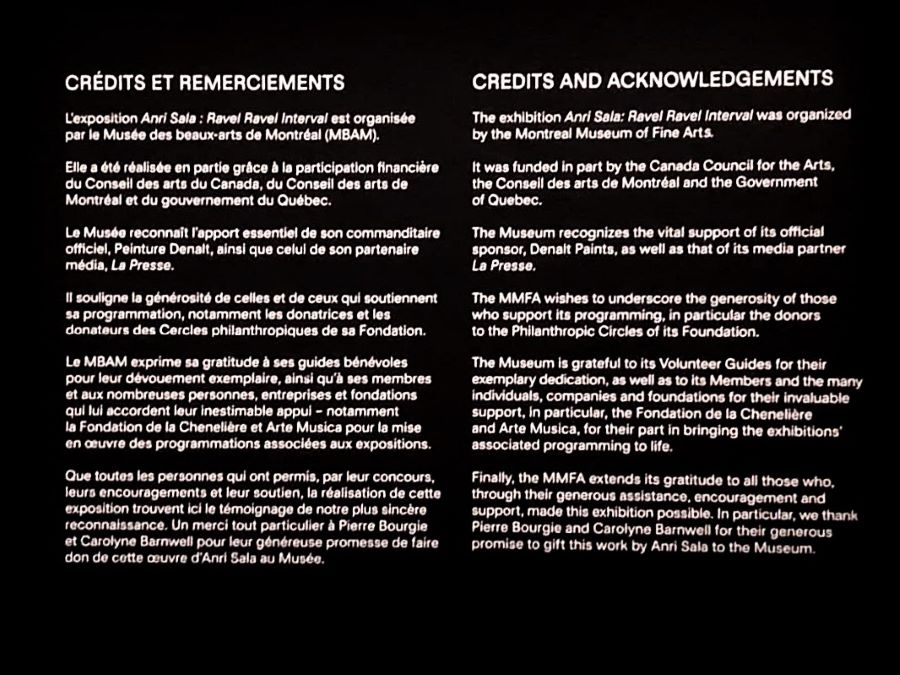 CRÉDITS ET REMERCIEMENTS
L'exposition Anri Sala : Ravel Ravel Interval est organisée
par le Musée des beaux-arts de Montréal (MBAM).
Elle a été réalisée en partie grâce à la participation financière
du Conseil des arts du Canada, du Conseil des arts de
Montréal et du gouvernement du Québec.
Le Musée reconnaît l'apport essentiel de son commanditaire
officiel, Peinture Denalt, ainsi que celui de son partenaire
média, La Presse.
Il souligne la générosité de celles et de ceux qui soutiennent
sa programmation, notamment les donatrices et les
donateurs des Cercles philanthropiques de sa Fondation.
Le MBAM exprime sa gratitude à ses guides bénévoles
pour leur dévouement exemplaire, ainsi qu'à ses membres
et aux nombreuses personnes, entreprises et fondations
qui lui accordent leur inestimable appui – notamment
la Fondation de la Chenelière et Arte Musica pour la mise
en œuvre des programmations associées aux expositions.
Que toutes les personnes qui ont permis, par leur concours,
leurs encouragements et leur soutien, la réalisation de cette
exposition trouvent ici le témoignage de notre plus sincère
reconnaissance. Un merci tout particulier à Pierre Bourgie
et Carolyne Barnwell pour leur généreuse promesse de faire
don de cette œuvre d'Anri Sala au Musée.
CREDITS AND ACKNOWLEDGEMENTS
The exhibition Anri Sala: Ravel Ravel Interval was organized
by the Montreal Museum of Fine Arts.
It was funded in part by the Canada Council for the Arts,
the Conseil des arts de Montréal and the Government
of Quebec.
The Museum recognizes the vital support of its official
sponsor, Denalt Paints, as well as that of its media partner
La Presse.
The MMFA wishes to underscore the generosity of those
who support its programming, in particular the donors
to the Philanthropic Circles of its Foundation.
The Museum is grateful to its Volunteer Guides for their
exemplary dedication, as well as to its Members and the many
individuals, companies and foundations for their invaluable
support, in particular, the Fondation de la Chenelière
and Arte Musica, for their part in bringing the exhibitions'
associated programming to life.
Finally, the MMFA extends its gratitude to all those who,
through their generous assistance, encouragement and
support, made this exhibition possible. In particular, we thank
Pierre Bourgie and Carolyne Barnwell for their generous
promise to gift this work by Anri Sala to the Museum.